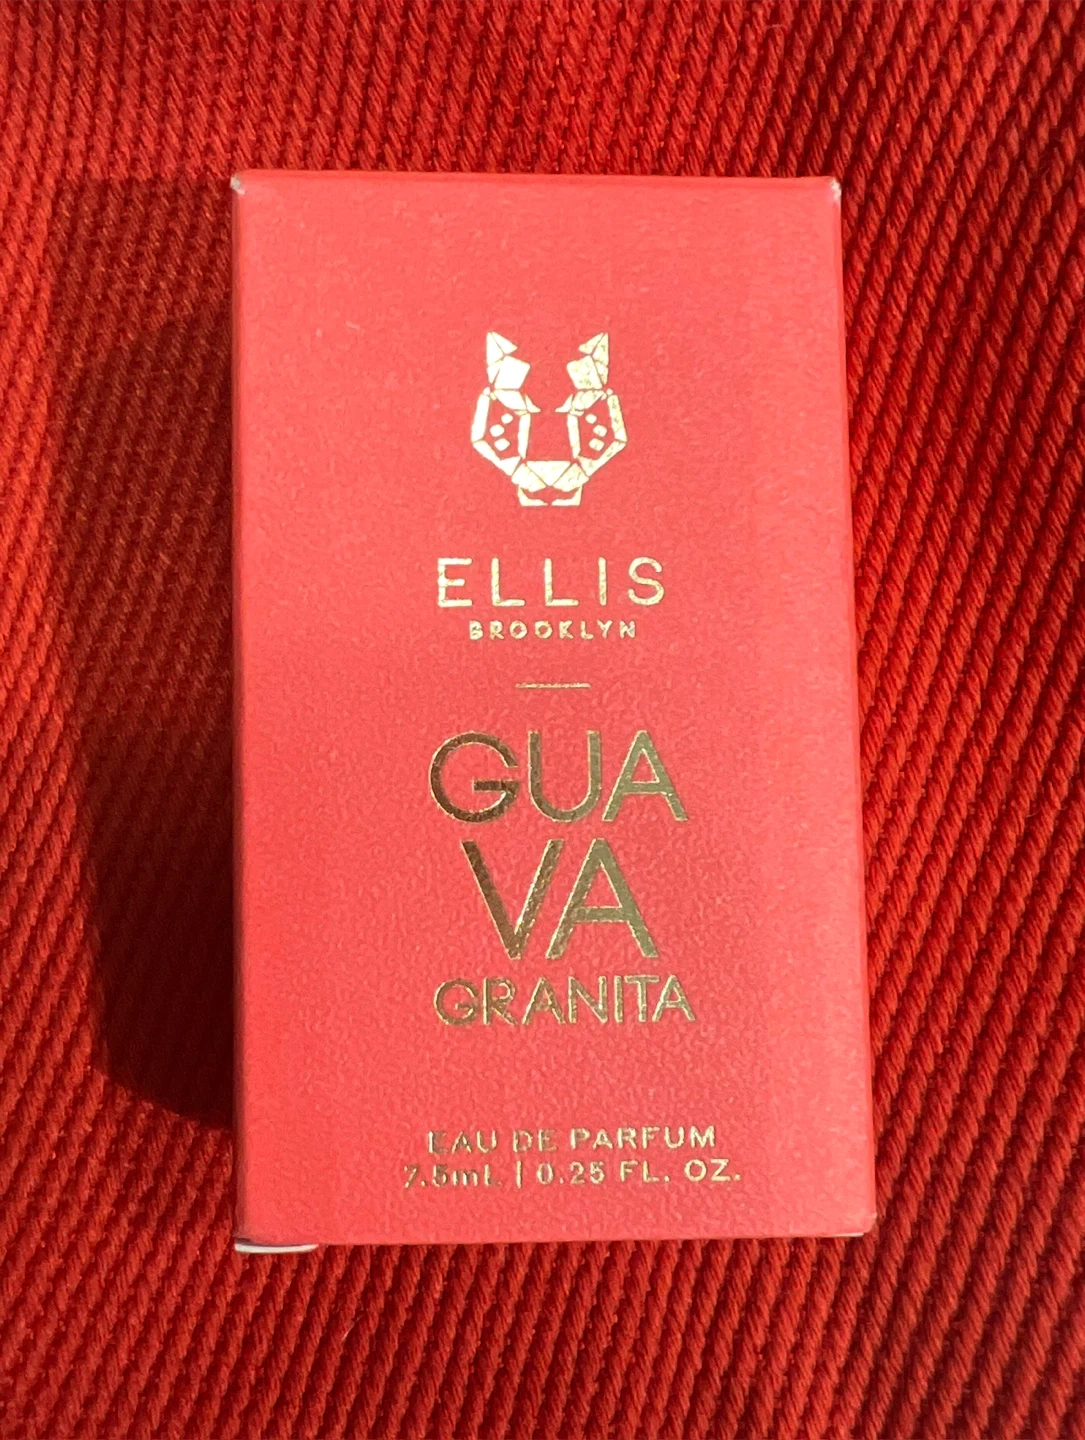 ELLIS
BROOKLYN
GUA
VA
GRANITA
EAU DE PARFUM
7.5mL | 0.25 FL. OZ.